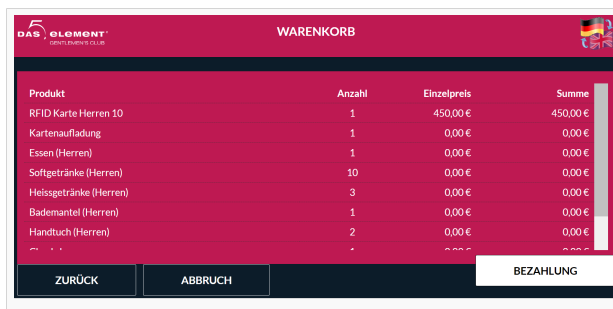 DAS 5 ELEMENT
GENTLEMEN'S CLUB
WARENKORB
Produkt Anzahl Einzelpreis Summe
RFID Karte Herren 10 1 450,00 € 450,00 €
Kartenaufladung 1 0,00 € 0,00 €
Essen (Herren) 1 0,00 € 0,00 €
Softgetränke (Herren) 10 0,00 € 0,00 €
Heissgetränke (Herren) 3 0,00 € 0,00 €
Bademantel (Herren) 1 0,00 € 0,00 €
Handtuch (Herren) 2 0,00 € 0,00 €
ZURÜCK ABBRUCH BEZAHLUNG